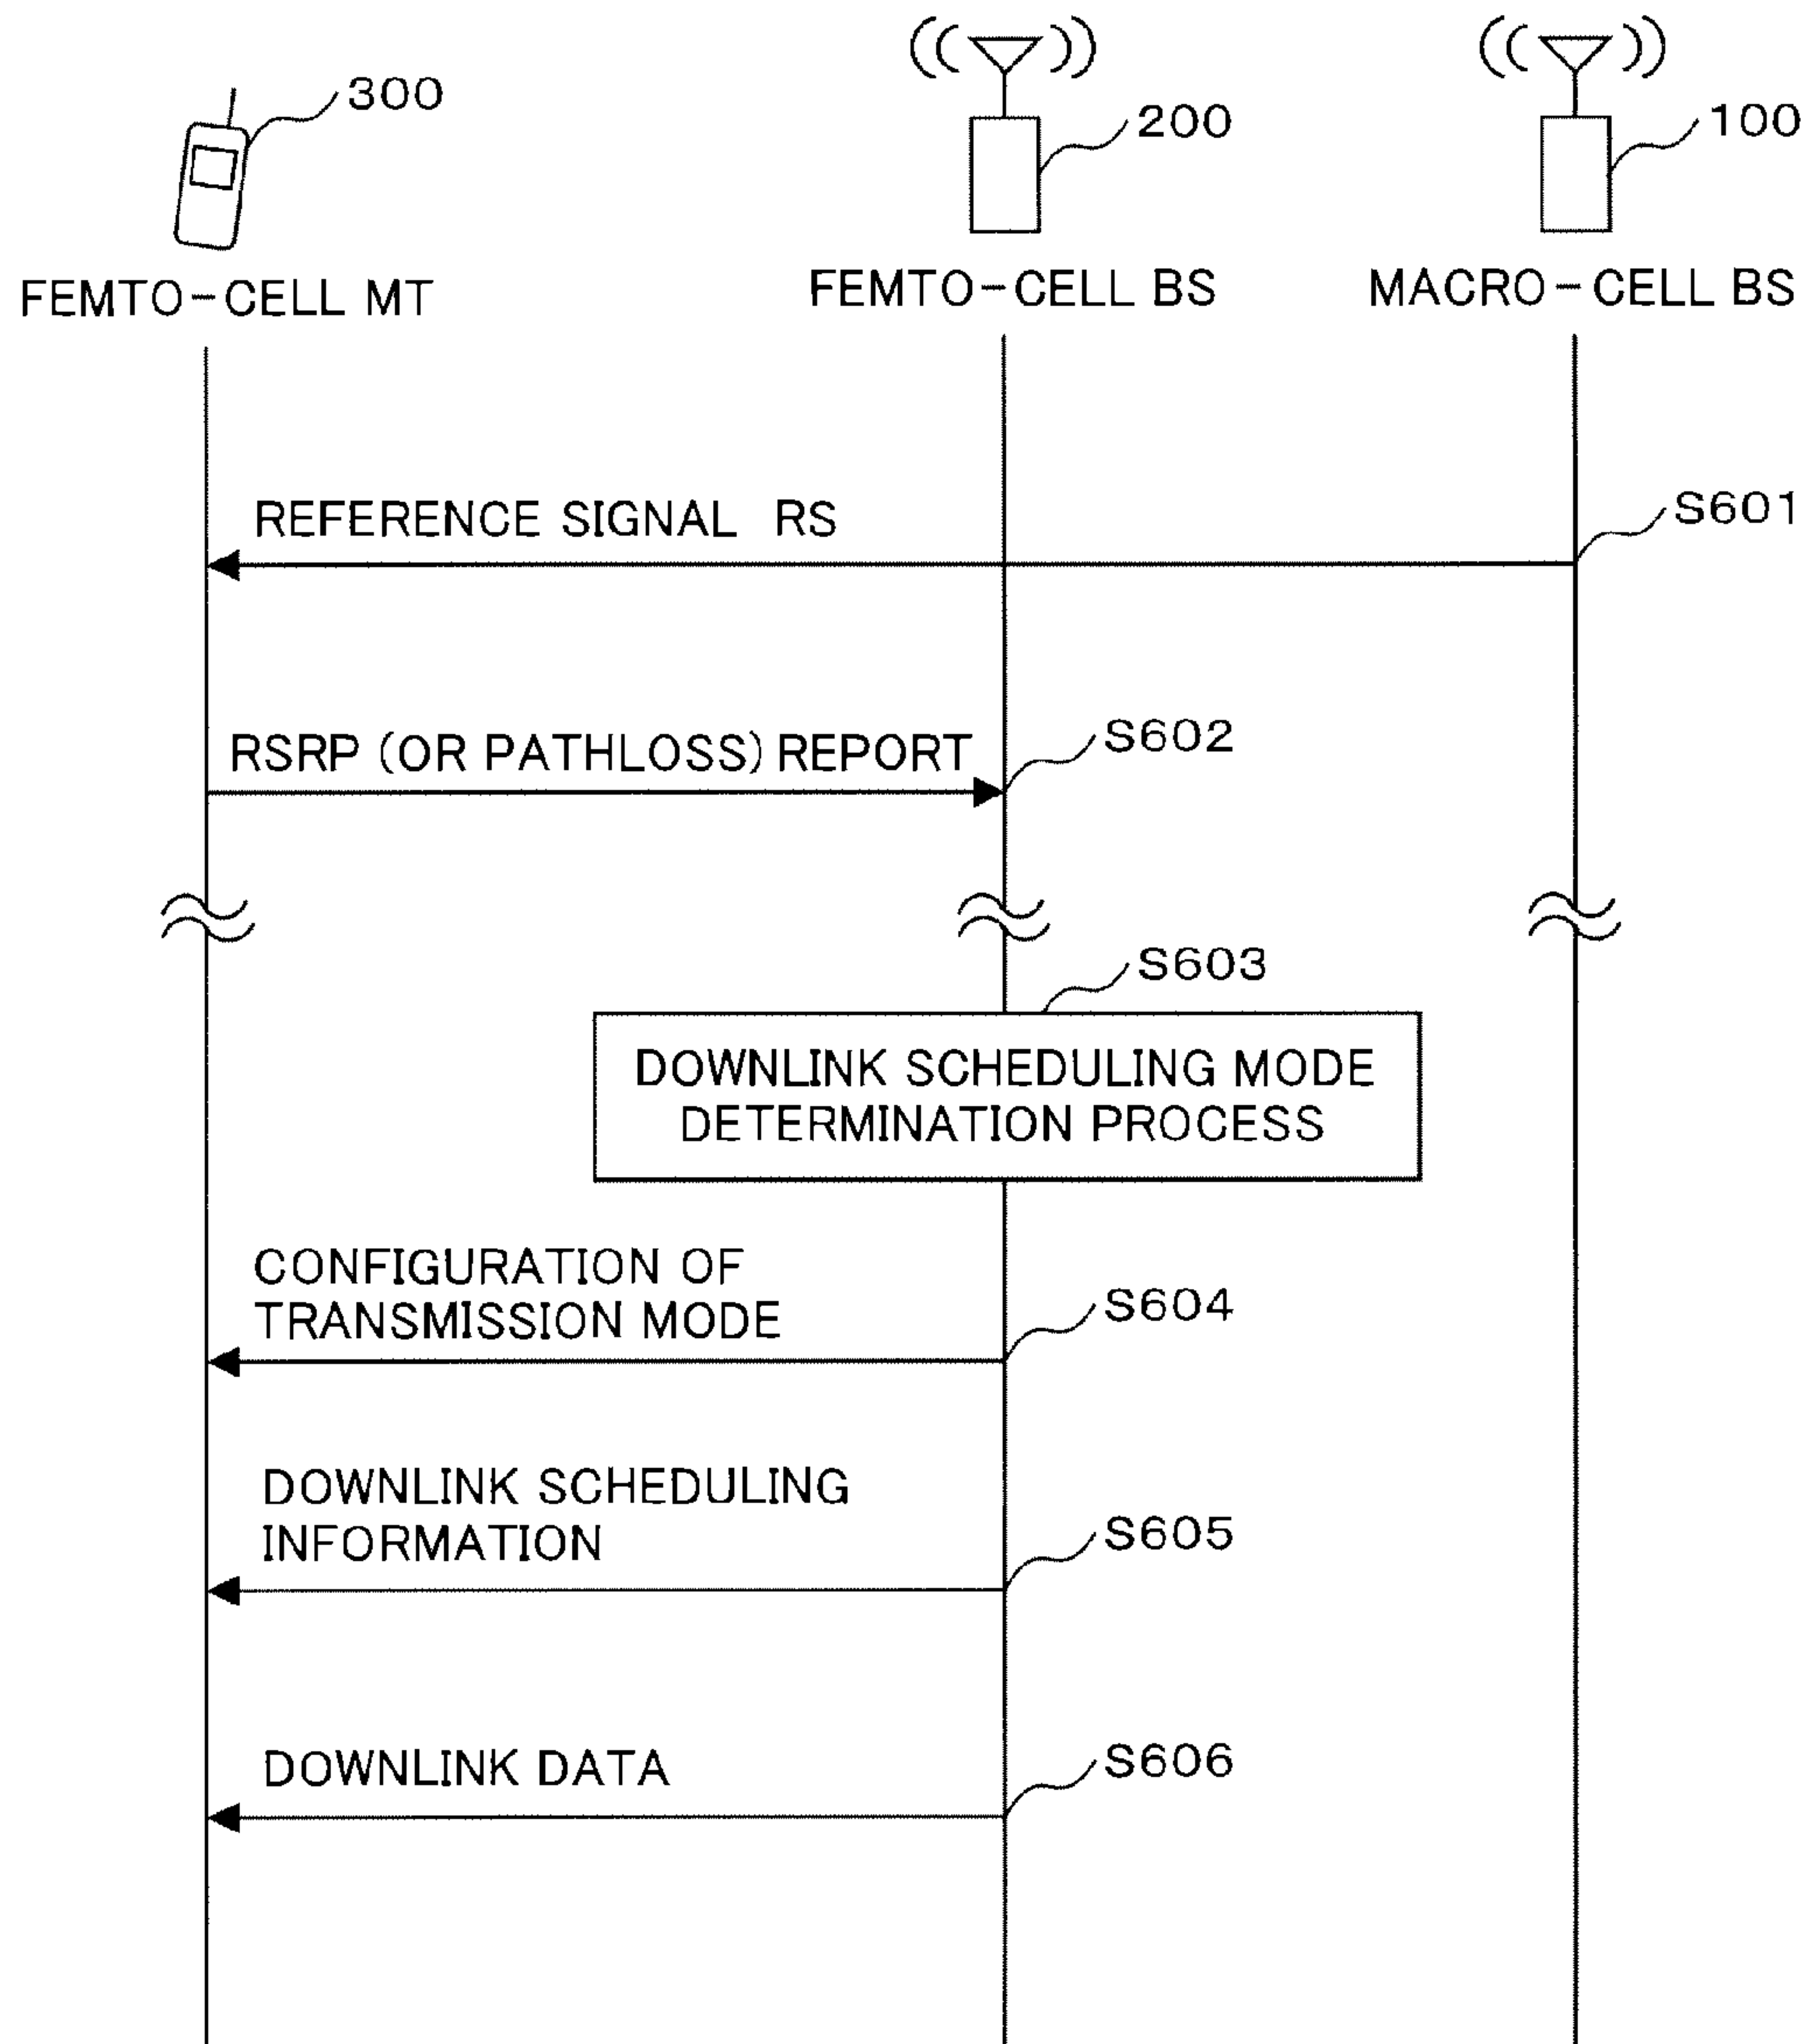 300
200
100
FEMTO-CELL MT
FEMTO-CELL BS
MACRO-CELL BS
REFERENCE SIGNAL RS
S601
RSRP (OR PATHLOSS) REPORT
S602
S603
DOWNLINK SCHEDULING MODE
DETERMINATION PROCESS
CONFIGURATION OF
TRANSMISSION MODE
S604
DOWNLINK SCHEDULING
INFORMATION
S605
DOWNLINK DATA
S606